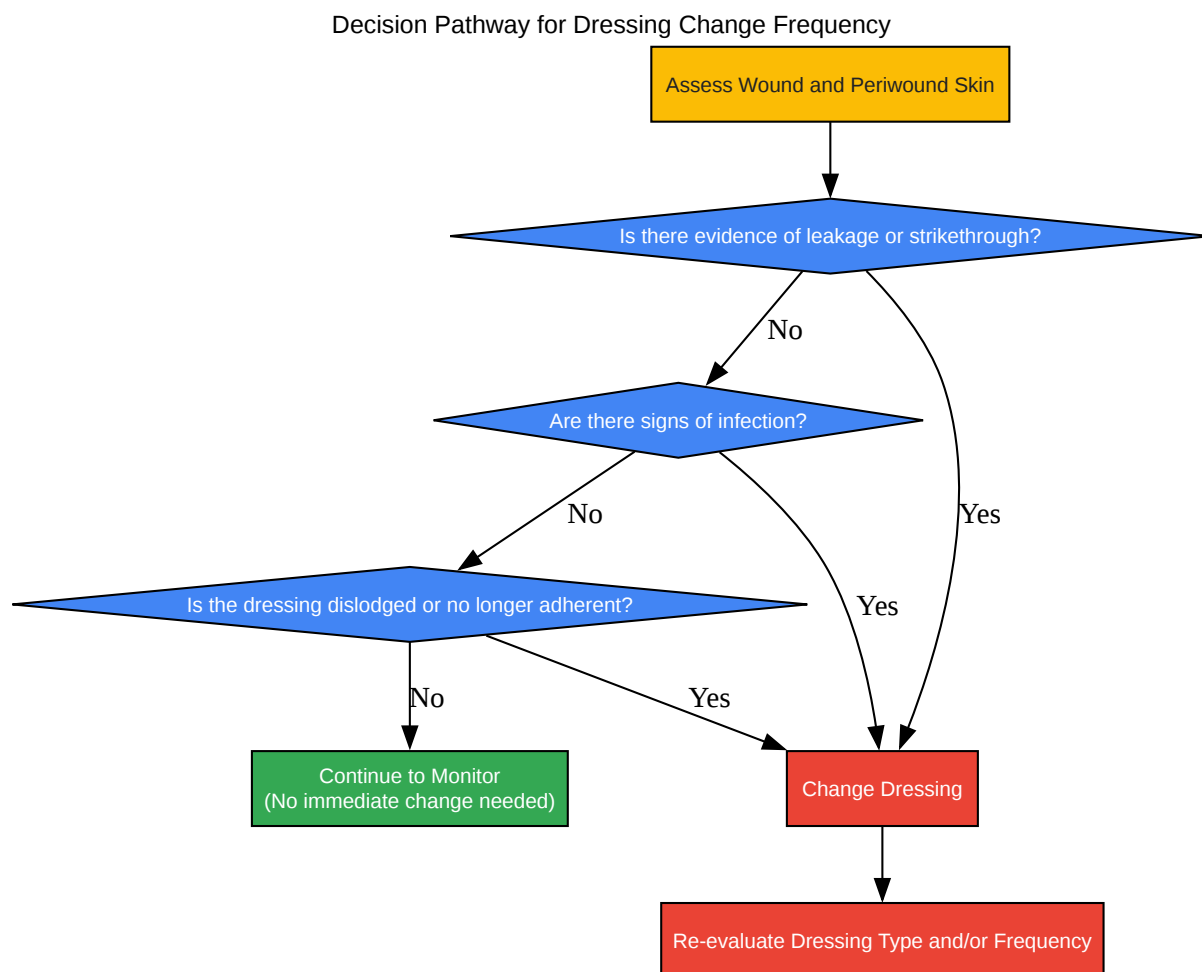 Decision Pathway for Dressing Change Frequency
Assess Wound and Periwound Skin
Is there evidence of leakage or strikethrough?
No
Are there signs of infection?
No
Yes
Yes
Is the dressing dislodged or no longer adherent?
No
Yes
Continue to Monitor
(No immediate change needed)
Change Dressing
Re-evaluate Dressing Type and/or Frequency